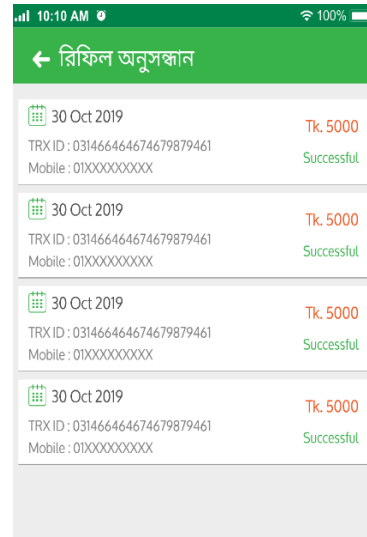 10:10 AM 100%
রিফিল অনুসন্ধান
30 Oct 2019
Tk. 5000
TRX ID : 031466464674679879461
Successful
Mobile : 01XXXXXXXXX
30 Oct 2019
Tk. 5000
TRX ID : 031466464674679879461
Successful
Mobile : 01XXXXXXXXX
30 Oct 2019
Tk. 5000
TRX ID : 031466464674679879461
Successful
Mobile : 01XXXXXXXXX
30 Oct 2019
Tk. 5000
TRX ID : 031466464674679879461
Successful
Mobile : 01XXXXXXXXX